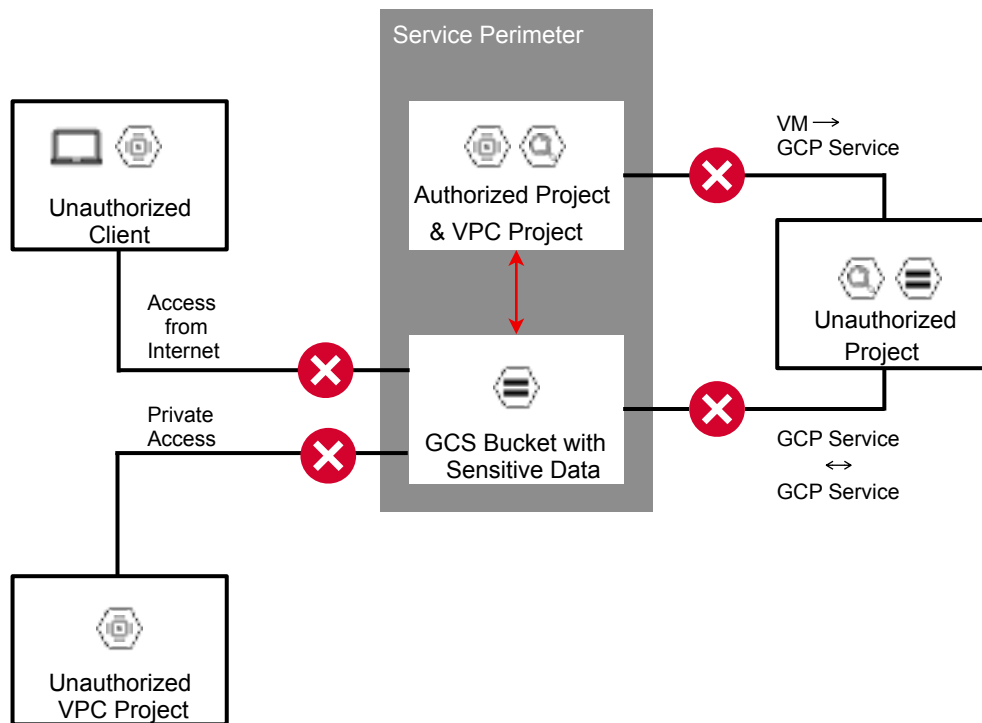 Service Perimeter
Unauthorized
Client
Authorized Project
& VPC Project
VM →
GCP Service
Unauthorized
Project
Access
from
Internet
Private
Access
GCS Bucket with
Sensitive Data
GCP Service
↔
GCP Service
Unauthorized
VPC Project